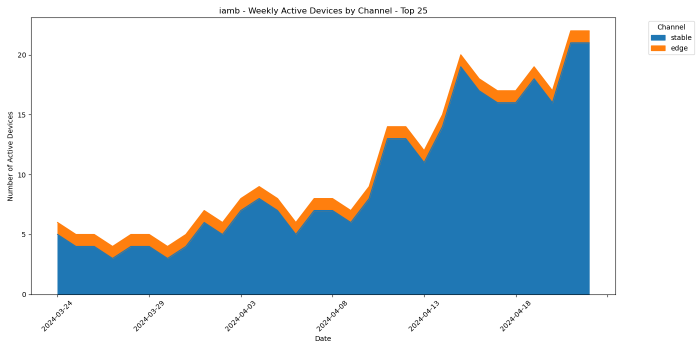 iamb - Weekly Active Devices by Channel - Top 25
Channel
stable
edge
Number of Active Devices
20
15
10
5
0
2024-03-24
2024-03-29
2024-04-03
2024-04-08
2024-04-13
2024-04-18
Date